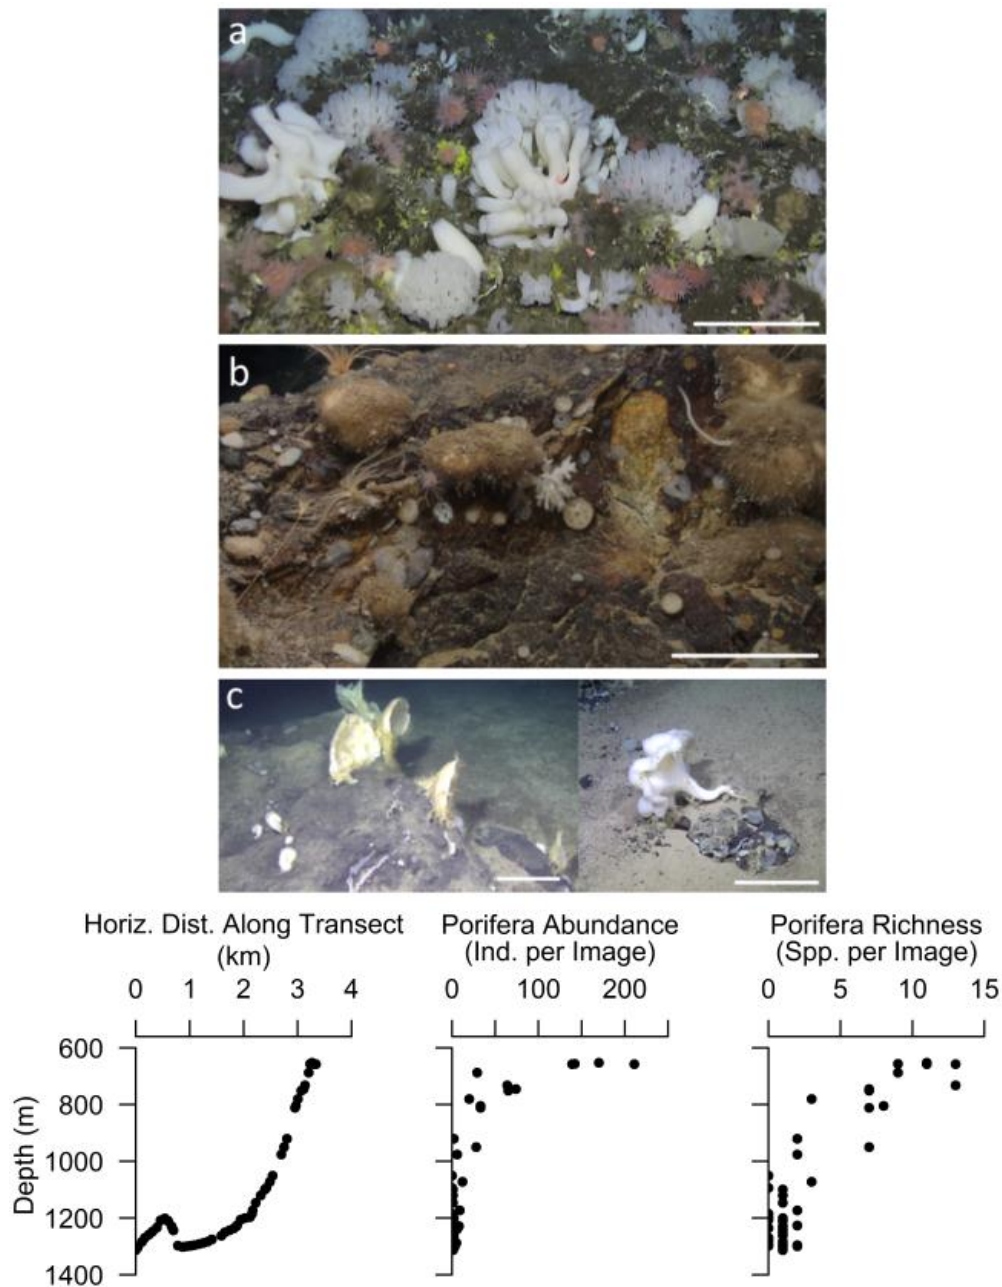 a
b
c
Horiz. Dist. Along Transect
(km)
Porifera Abundance
(Ind. per Image)
Porifera Richness
(Spp. per Image)
0 1 2 3 4
0 100 200
0 5 10 15
600
800
1000
1200
1400
Depth (m)